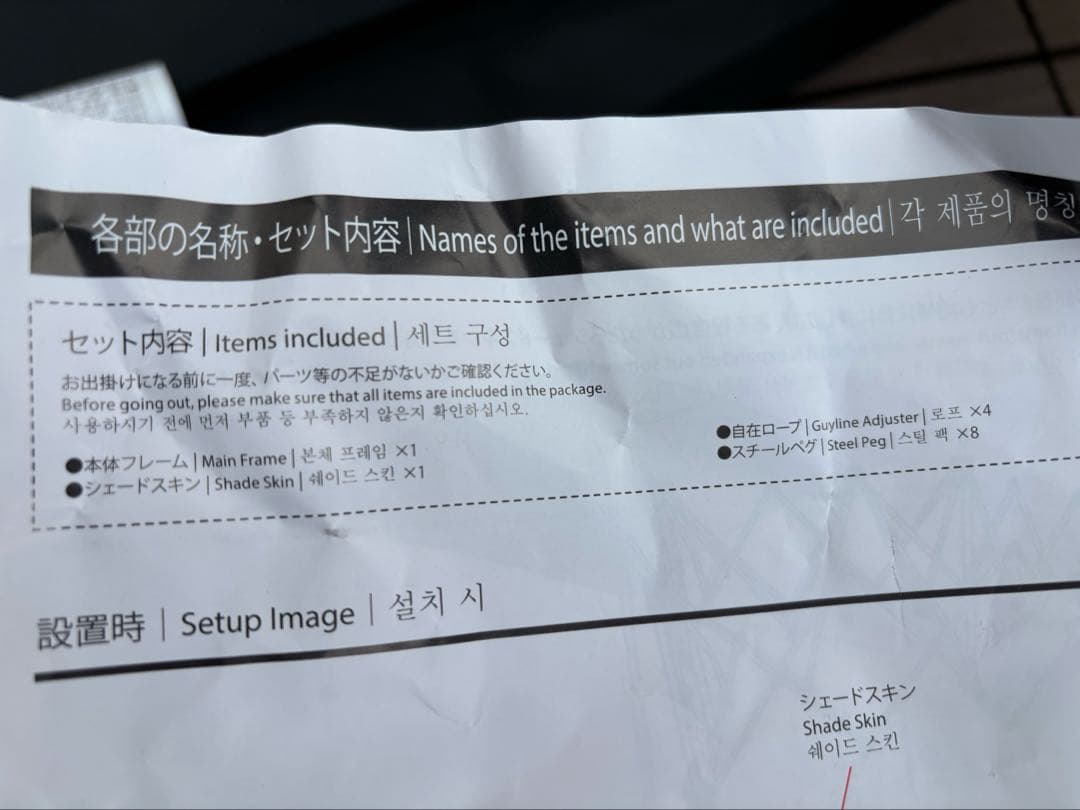 各部の名称・セット内容 | Names of the items and what are included | 각 제품의 명칭
セット内容 | Items included | 세트 구성
お出掛けになる前に一度、パーツ等の不足がないかご確認ください。
Before going out, please make sure that all items are included in the package.
사용하시기 전에 먼저 부품 등 부족하지 않은지 확인하십시오.
●本体フレーム | Main Frame | 본체 프레임 ×1
●シェードスキン | Shade Skin | 쉐이드 스킨 ×1
●自在ロープ | Guyline Adjuster | 로프 ×4
●スチールペグ | Steel Peg | 스틸 팩 ×8
設置時 | Setup Image | 설치 시
シェードスキン
Shade Skin
쉐이드 스킨